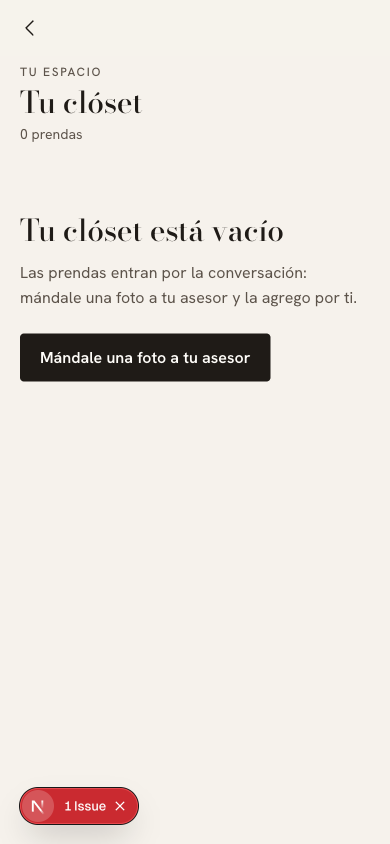 TU ESPACIO
Tu clóset
0 prendas
Tu clóset está vacío
Las prendas entran por la conversación:
mándale una foto a tu asesor y la agrego por ti.
Mándale una foto a tu asesor
N 1 Issue